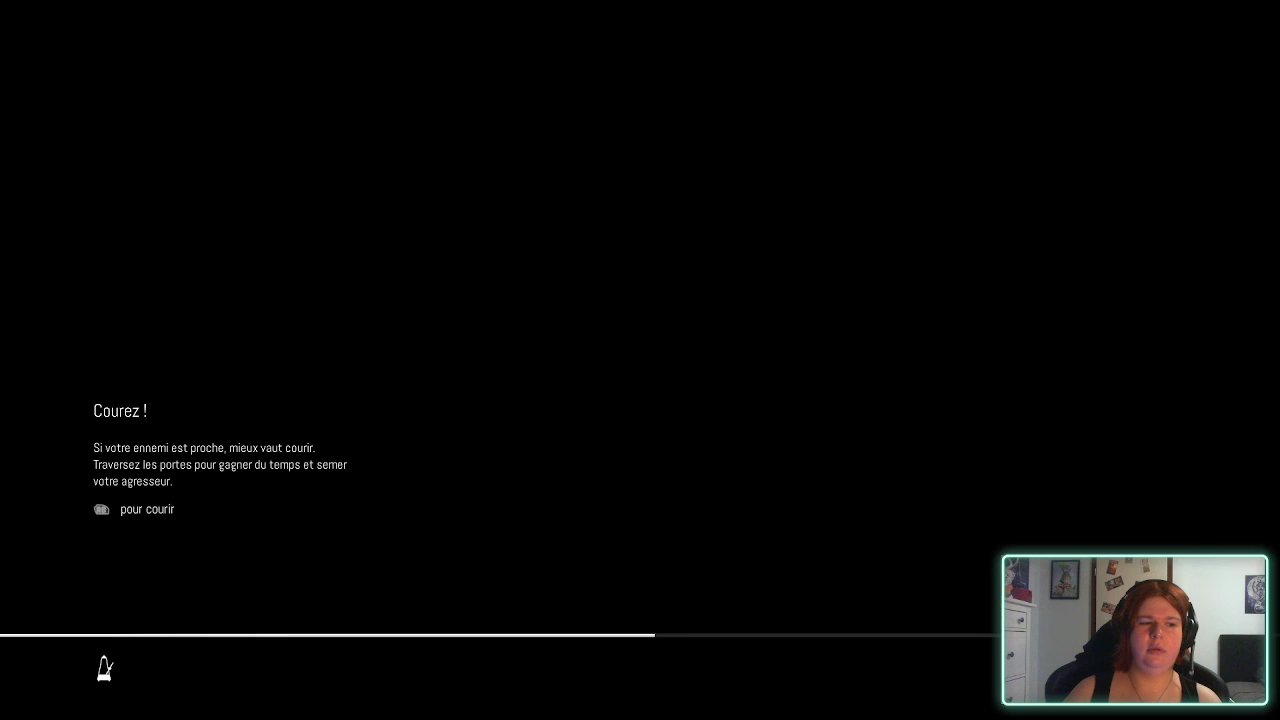 Courez !
Si votre ennemi est proche, mieux vaut courir.
Traversez les portes pour gagner du temps et semer
votre agresseur.
pour courir